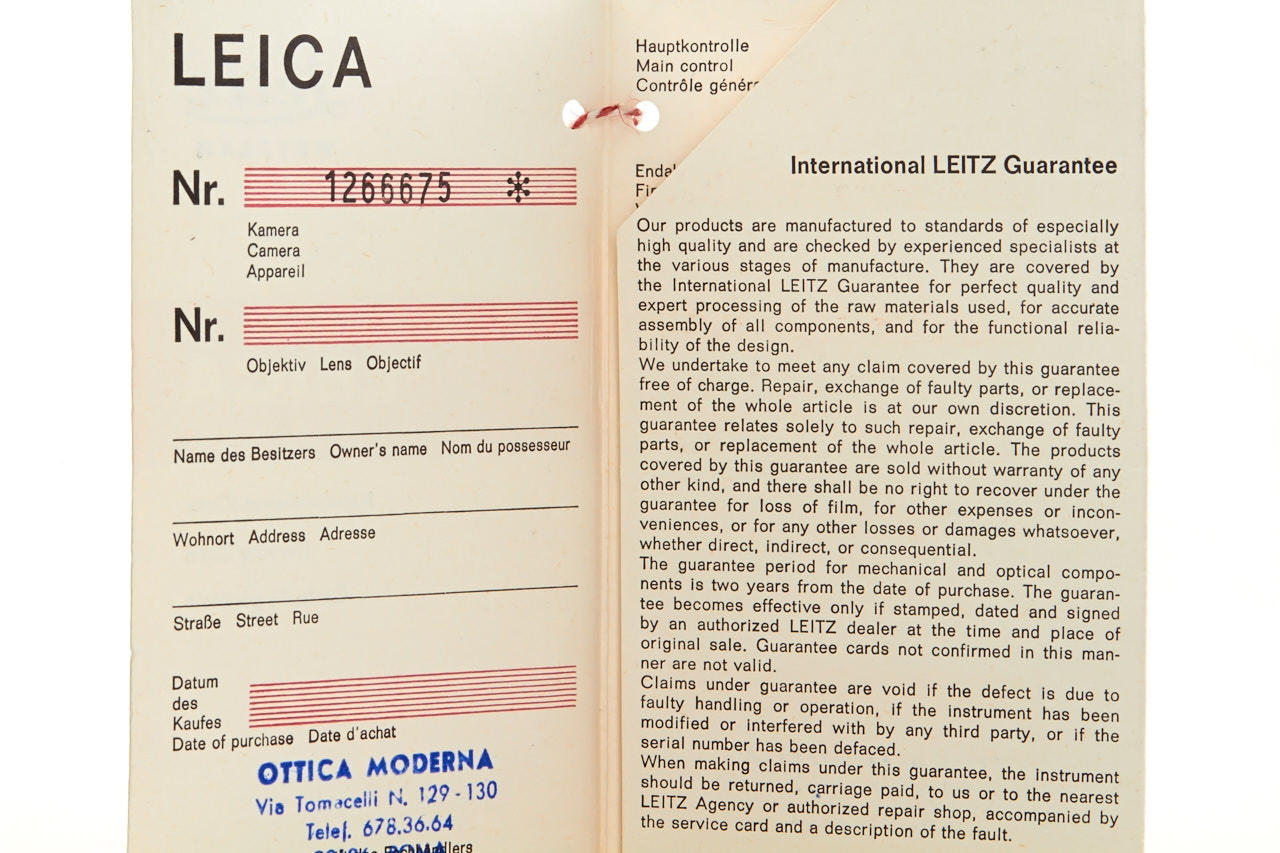 LEICA
Nr. 1266675 *
Kamera
Camera
Appareil
Nr.
Objektiv Lens Objectif
Name des Besitzers Owner's name Nom du possesseur
Wohnort Address Adresse
Straße Street Rue
Datum
des
Kaufes
Date of purchase Date d'achat
OTTICA MODERNA
Via Tomacelli N. 129-130
Telef. 678.36.64
ROMA
Hauptkontrolle
Main control
Contrôle
International LEITZ Guarantee
Our products are manufactured to standards of especially
high quality and are checked by experienced specialists at
the various stages of manufacture. They are covered by
the International LEITZ Guarantee for perfect quality and
expert processing of the raw materials used, for accurate
assembly of all components, and for the functional relia-
bility of the design.
We undertake to meet any claim covered by this guarantee
free of charge. Repair, exchange of faulty parts, or replace-
ment of the whole article is at our own discretion. This
guarantee relates solely to such repair, exchange of faulty
parts, or replacement of the whole article. The products
covered by this guarantee are sold without warranty of any
other kind, and there shall be no right to recover under the
guarantee for loss of film, for other expenses or incon-
veniences, or for any other losses or damages whatsoever,
whether direct, indirect, or consequential.
The guarantee period for mechanical and optical compo-
nents is two years from the date of purchase. The guaran-
tee becomes effective only if stamped, dated and signed
by an authorized LEITZ dealer at the time and place of
original sale. Guarantee cards not confirmed in this man-
ner are not valid.
Claims under guarantee are void if the defect is due to
faulty handling or operation, if the instrument has been
modified or interfered with by any third party, or if the
serial number has been defaced.
When making claims under this guarantee, the instrument
should be returned, carriage paid, to us or to the nearest
LEITZ Agency or authorized repair shop, accompanied by
the service card and a description of the fault.